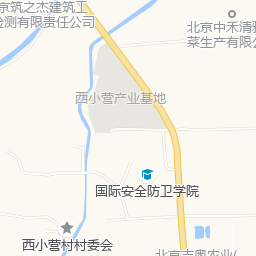 京筑之杰建筑工
检测有限责任公司
北京中禾清雅
菜生产有限公
西小营产业基地
国际安全防卫学院
西小营村村委会
北京吉奥农业(